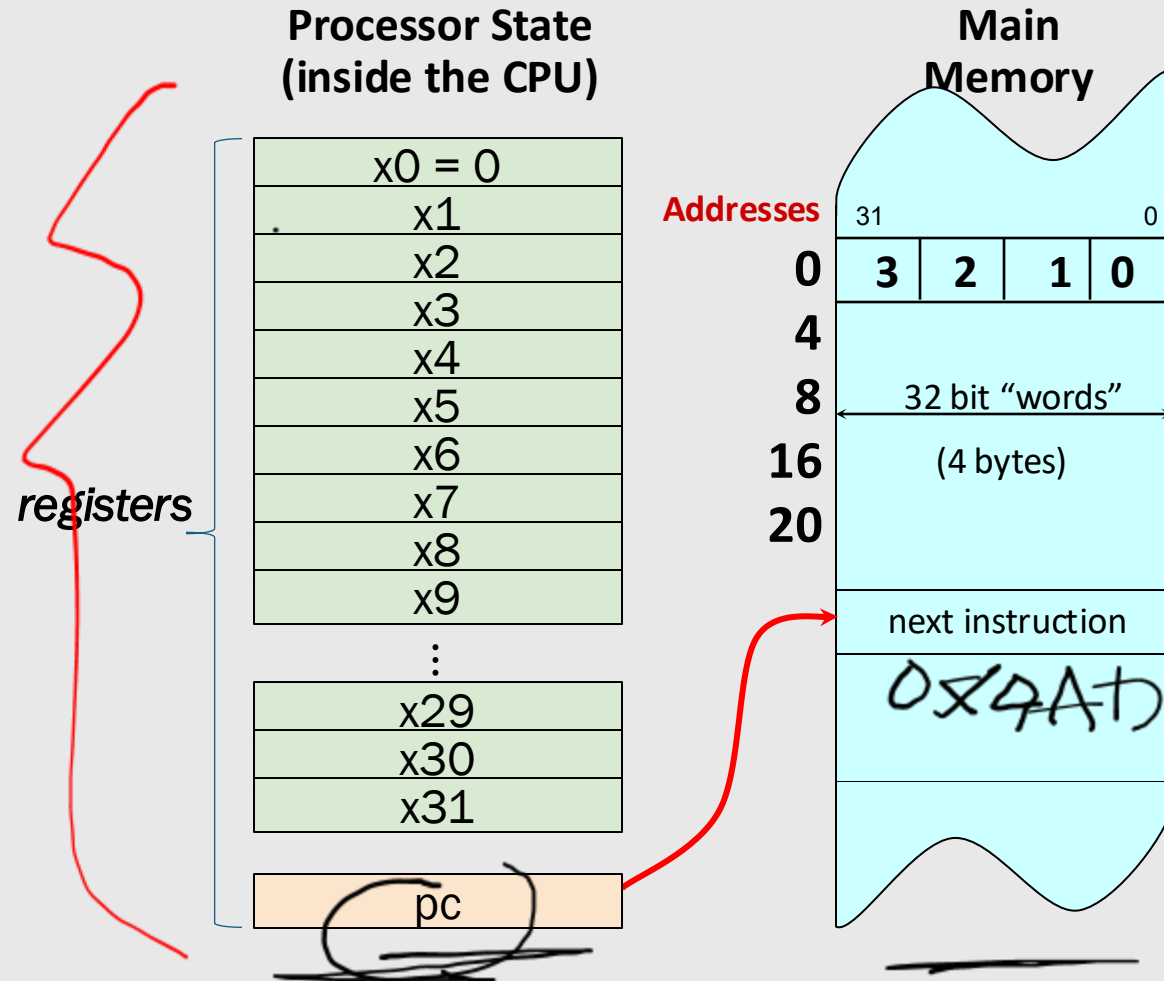 Processor State
(inside the CPU)
Main
Memory
x0 = 0
x1
x2
x3
x4
x5
x6
x7
x8
x9
⋮
x29
x30
x31
pc
registers
Addresses
31 0
0 3 2 1 0
4
8 32 bit “words”
16 (4 bytes)
20
next instruction